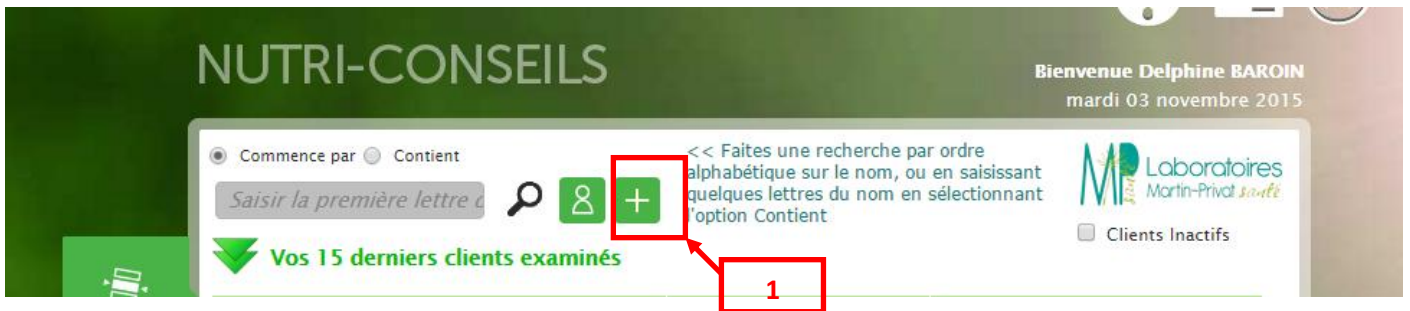 NUTRI-CONSEILS
Bienvenue Delphine BAROIN
mardi 03 novembre 2015
Commence par Contient
Saisir la première lettre
<< Faites une recherche par ordre
alphabétique sur le nom, ou en saisissant
quelques lettres du nom en sélectionnant
l'option Contient
MP Laboratoires
Martin-Privat santé
Clients Inactifs
Vos 15 derniers clients examinés
1